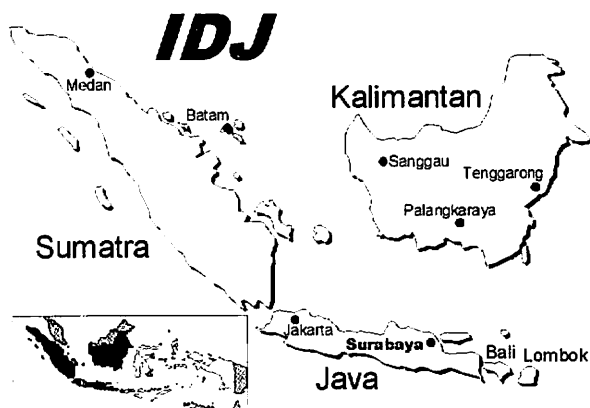 IDJ
Medan
Batam
Kalimantan
Sanggau
Tenggarong
Palangkaraya
Sumatra
Jakarta
Surabaya
Bali Lombok
Java